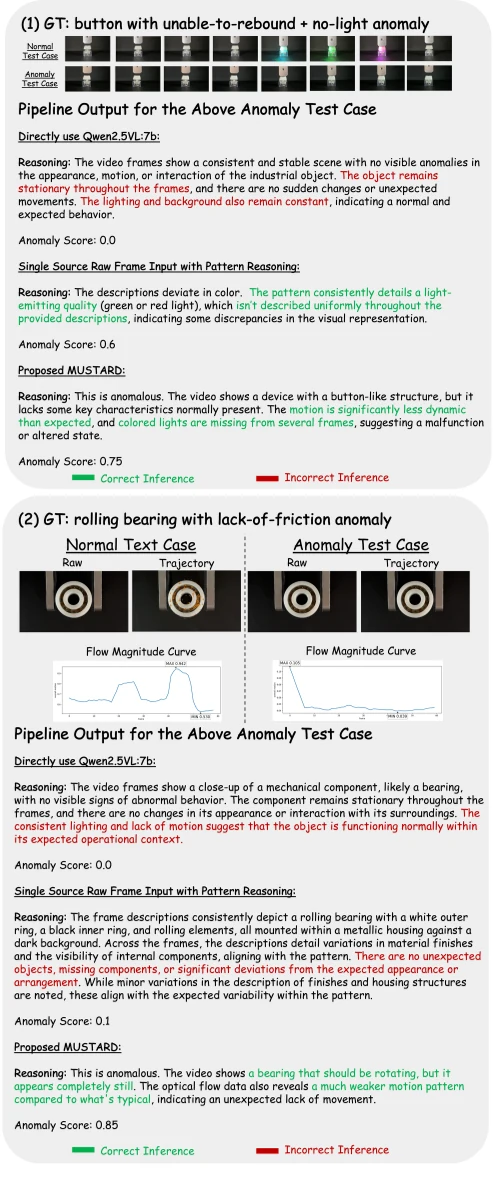 (1) GT: button with unable-to-rebound + no-light anomaly
Normal
Test Case
Anomaly
Test Case
Pipeline Output for the Above Anomaly Test Case
Directly use Qwen2.5VL:7b:
Reasoning: The video frames show a consistent and stable scene with no visible anomalies in
the appearance, motion, or interaction of the industrial object. The object remains
stationary throughout the frames, and there are no sudden changes or unexpected
movements. The lighting and background also remain constant, indicating a normal and
expected behavior.
Anomaly Score: 0.0
Single Source Raw Frame Input with Pattern Reasoning:
Reasoning: The descriptions deviate in color. The pattern consistently details a light-
emitting quality (green or red light), which isn't described uniformly throughout the
provided descriptions, indicating some discrepancies in the visual representation.
Anomaly Score: 0.6
Proposed MUSTARD:
Reasoning: This is anomalous. The video shows a device with a button-like structure, but it
lacks some key characteristics normally present. The motion is significantly less dynamic
than expected, and colored lights are missing from several frames, suggesting a malfunction
or altered state.
Anomaly Score: 0.75
Correct Inference Incorrect Inference
(2) GT: rolling bearing with lack-of-friction anomaly
Normal Text Case Anomaly Test Case
Raw Trajectory Raw Trajectory
Flow Magnitude Curve Flow Magnitude Curve
Pipeline Output for the Above Anomaly Test Case
Directly use Qwen2.5VL:7b:
Reasoning: The video frames show a close-up of a mechanical component, likely a bearing,
with no visible signs of abnormal behavior. The component remains stationary throughout the
frames, and there are no changes in its appearance or interaction with its surroundings. The
consistent lighting and lack of motion suggest that the object is functioning normally within
its expected operational context.
Anomaly Score: 0.0
Single Source Raw Frame Input with Pattern Reasoning:
Reasoning: The frame descriptions consistently depict a rolling bearing with a white outer
ring, a black inner ring, and rolling elements, all mounted within a metallic housing against a
dark background. Across the frames, the descriptions detail variations in material finishes
and the visibility of internal components, aligning with the pattern. There are no unexpected
objects, missing components, or significant deviations from the expected appearance or
arrangement. While minor variations in the description of finishes and housing structures
are noted, these align with the expected variability within the pattern.
Anomaly Score: 0.1
Proposed MUSTARD:
Reasoning: This is anomalous. The video shows a bearing that should be rotating, but it
appears completely still. The optical flow data also reveals a much weaker motion pattern
compared to what's typical, indicating an unexpected lack of movement.
Anomaly Score: 0.85
Correct Inference Incorrect Inference